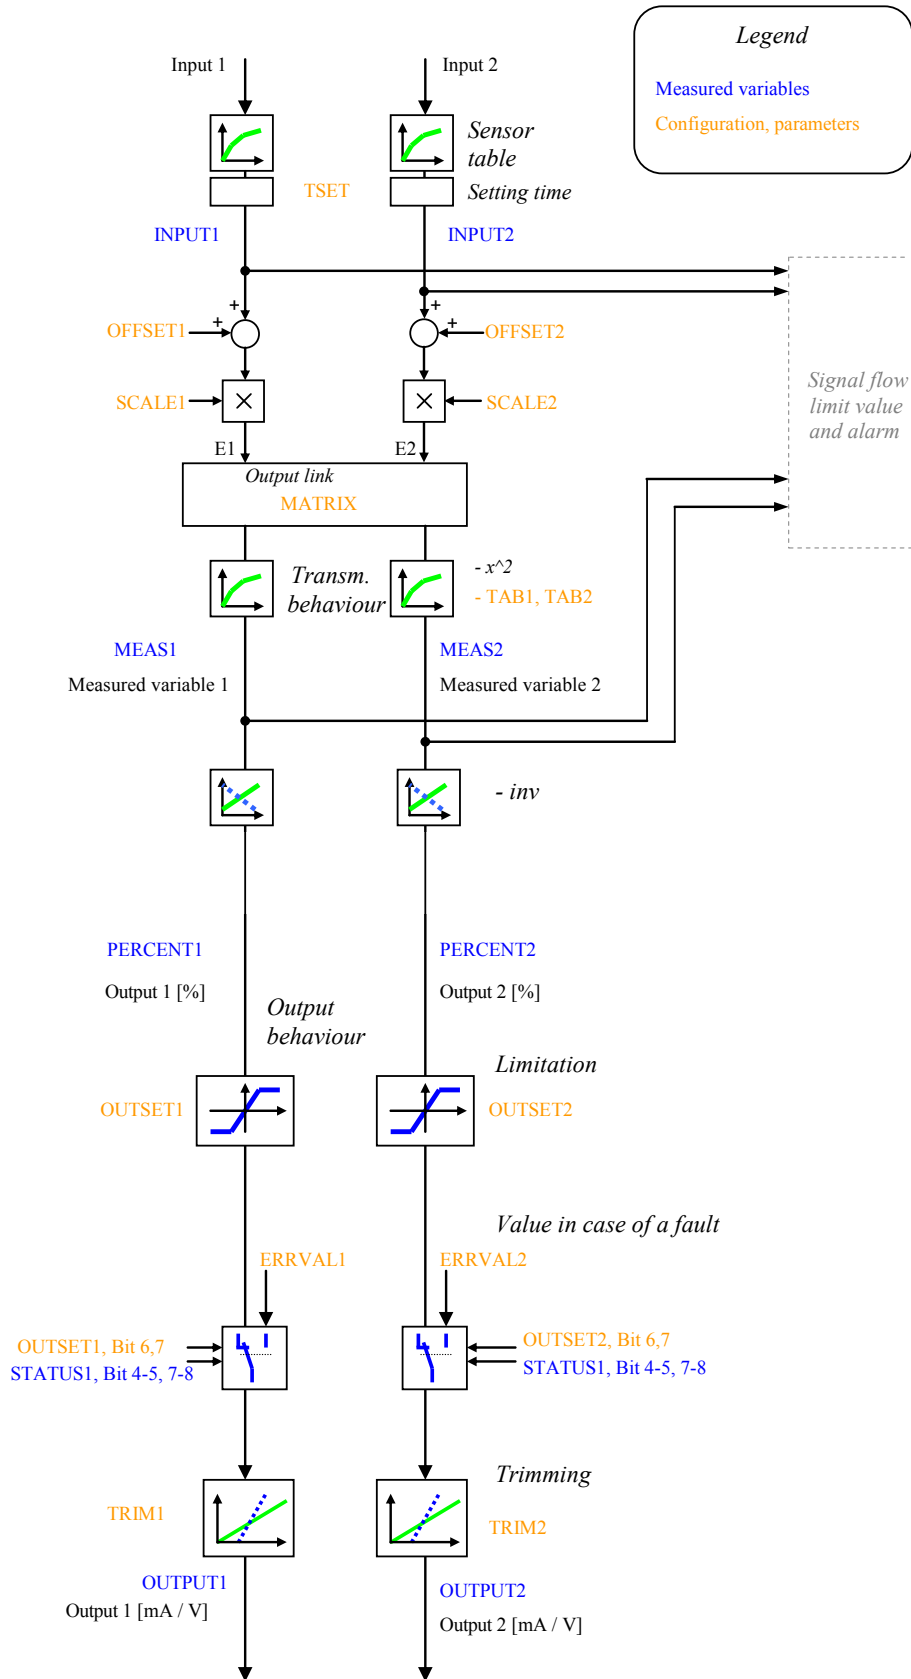 Legend
Measured variables
Configuration, parameters
Input 1
Input 2
Sensor
table
TSET
Setting time
INPUT1
INPUT2
+
+
+
+
OFFSET1
OFFSET2
Signal flow
limit value
and alarm
SCALE1
×
×
SCALE2
E1
E2
Output link
MATRIX
Transm.
behaviour
- x^2
- TAB1, TAB2
MEAS1
MEAS2
Measured variable 1
Measured variable 2
- inv
PERCENT1
PERCENT2
Output 1 [%]
Output 2 [%]
Output
behaviour
Limitation
OUTSET1
OUTSET2
Value in case of a fault
ERRVAL1
ERRVAL2
OUTSET1, Bit 6,7
OUTSET2, Bit 6,7
STATUS1, Bit 4-5, 7-8
STATUS1, Bit 4-5, 7-8
Trimming
TRIM1
TRIM2
OUTPUT1
OUTPUT2
Output 1 [mA / V]
Output 2 [mA / V]